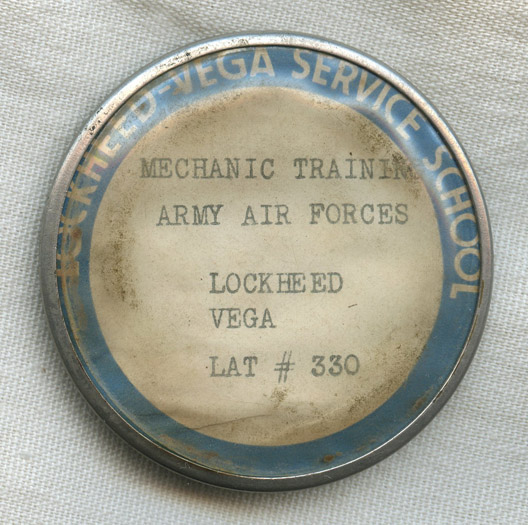 LOCKHEED-VEGA SERVICE SCHOOL
MECHANIC TRAININ
ARMY AIR FORCES
LOCKHEED
VEGA
LAT # 330